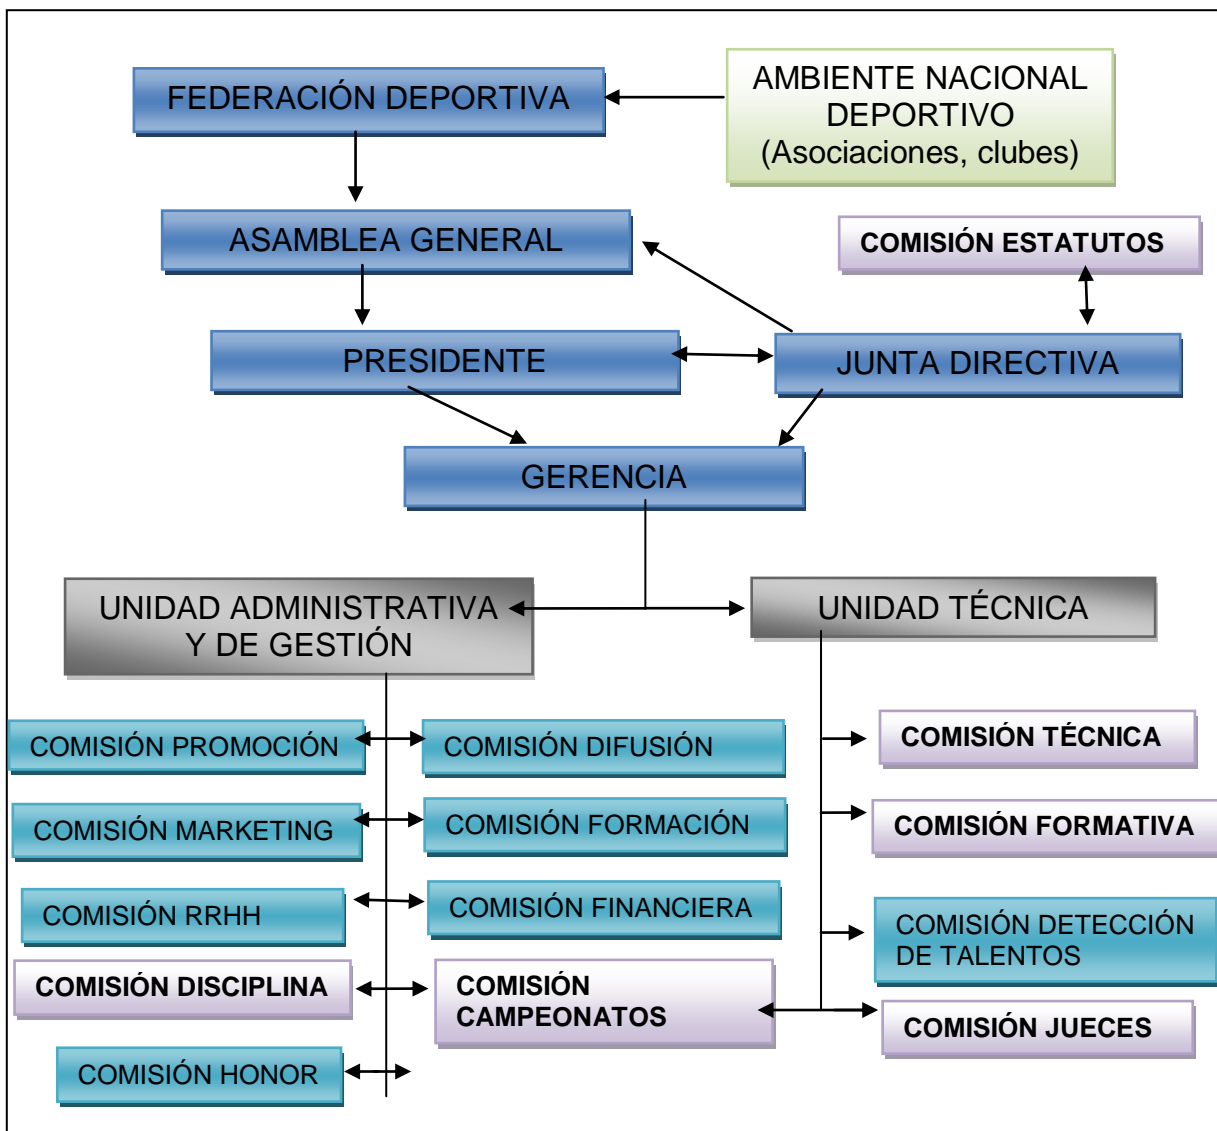 FEDERACIÓN DEPORTIVA
AMBIENTE NACIONAL
DEPORTIVO
(Asociaciones, clubes)
ASAMBLEA GENERAL
COMISIÓN ESTATUTOS
PRESIDENTE
JUNTA DIRECTIVA
GERENCIA
UNIDAD ADMINISTRATIVA
Y DE GESTIÓN
UNIDAD TÉCNICA
COMISIÓN PROMOCIÓN
COMISIÓN DIFUSIÓN
COMISIÓN TÉCNICA
COMISIÓN MARKETING
COMISIÓN FORMACIÓN
COMISIÓN FORMATIVA
COMISIÓN RRHH
COMISIÓN FINANCIERA
COMISIÓN DETECCIÓN
DE TALENTOS
COMISIÓN DISCIPLINA
COMISIÓN
CAMPEONATOS
COMISIÓN JUECES
COMISIÓN HONOR